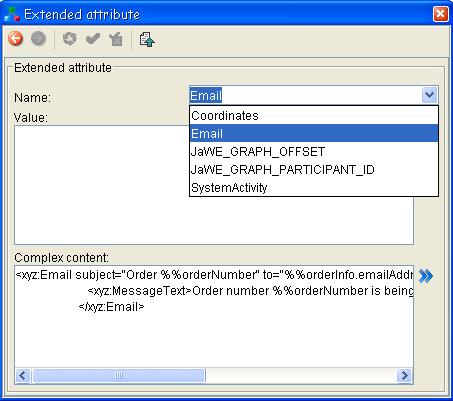 Extended attribute
Extended attribute
Name:
Email
Value:
Coordinates
Email
JaWE_GRAPH_OFFSET
JaWE_GRAPH_PARTICIPANT_ID
SystemActivity
Complex content:
<xyz:Email subject="Order %%orderNumber" to="%%orderInfo.emailAddr
<xyz:MessageText>Order number %%orderNumber is being
</xyz:Email>